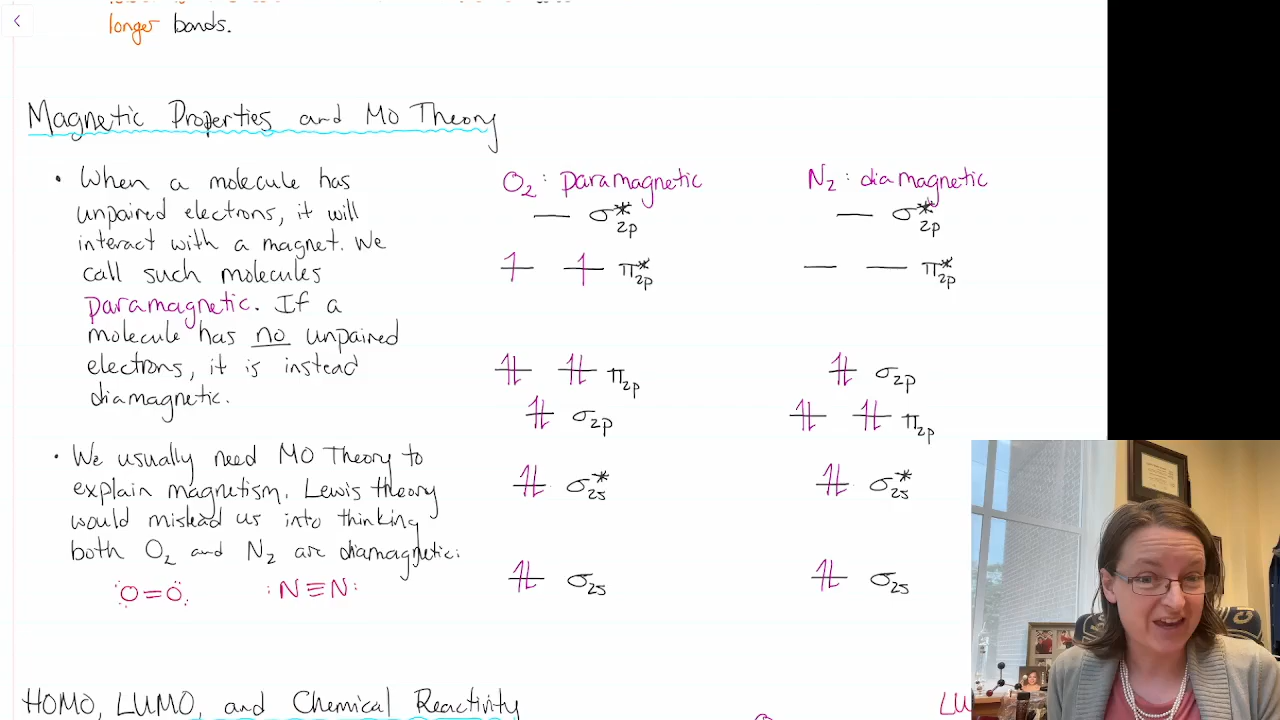 longer bonds.
Magnetic Properties and MO Theory
• When a molecule has
unpaired electrons, it will
interact with a magnet. We
call such molecules
paramagnetic. If a
molecule has no unpaired
electrons, it is instead
diamagnetic.
• We usually need MO Theory to
explain magnetism. Lewis theory
would mislead us into thinking
both O₂ and N₂ are diamagnetic:
O=O :N≡N:
O₂: paramagnetic
σ*2p
π*2p
π2p
σ2p
σ*2s
σ2s
N₂: diamagnetic
σ*2p
π*2p
σ2p
π2p
σ*2s
σ2s
HOMO, LUMO, and Chemical Reactivity
LU